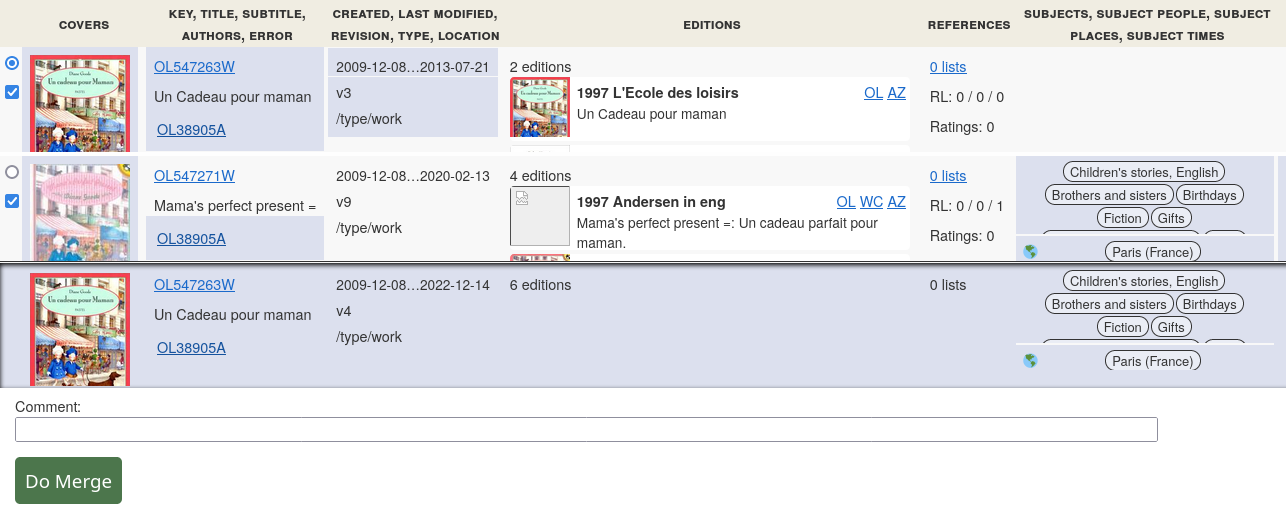 COVERS
KEY, TITLE, SUBTITLE, AUTHORS, ERROR
CREATED, LAST MODIFIED, REVISION, TYPE, LOCATION
EDITIONS
REFERENCES
SUBJECTS, SUBJECT PEOPLE, SUBJECT PLACES, SUBJECT TIMES
Un cadeau pour Maman
OL547263W
Un Cadeau pour maman
OL38905A
2009-12-08…2013-07-21
v3
/type/work
2 editions
1997 L'Ecole des loisirs
OL AZ
Un Cadeau pour maman
0 lists
RL: 0 / 0 / 0
Ratings: 0
OL547271W
Mama's perfect present =
OL38905A
2009-12-08…2020-02-13
v9
/type/work
4 editions
1997 Andersen in eng
OL WC AZ
Mama's perfect present =: Un cadeau parfait pour
maman.
0 lists
RL: 0 / 0 / 1
Ratings: 0
Children's stories, English
Brothers and sisters Birthdays
Fiction Gifts
Paris (France)
Un cadeau pour Maman
OL547263W
Un Cadeau pour maman
OL38905A
2009-12-08…2022-12-14
v4
/type/work
6 editions
0 lists
Children's stories, English
Brothers and sisters Birthdays
Fiction Gifts
Paris (France)
Comment:
Do Merge